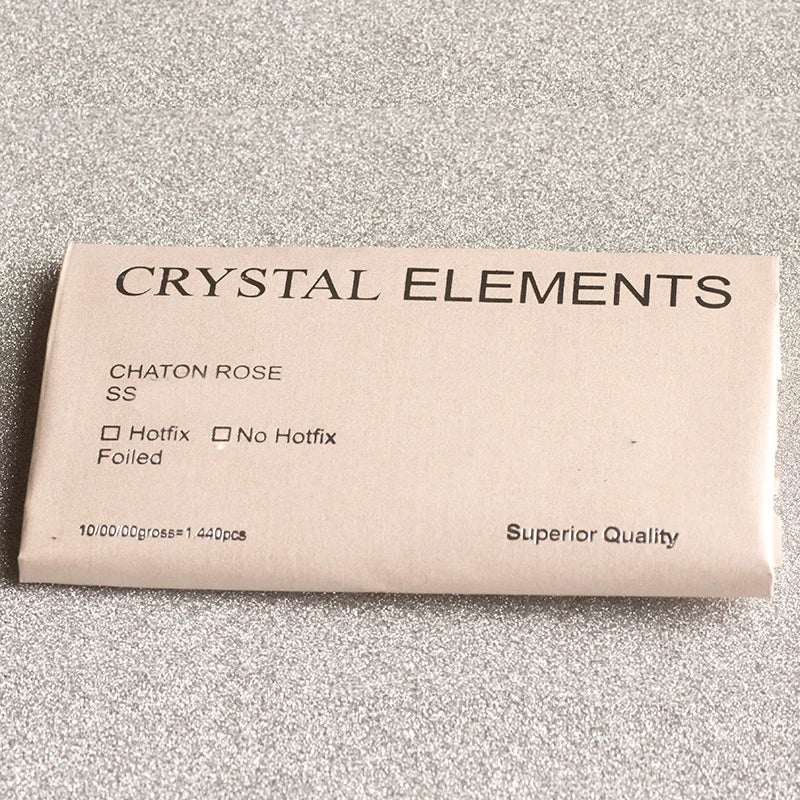 CRYSTAL ELEMENTS
CHATON ROSE
SS
☐ Hotfix ☐ No Hotfix
Foiled
10/00/00gross=1.440pcs
Superior Quality